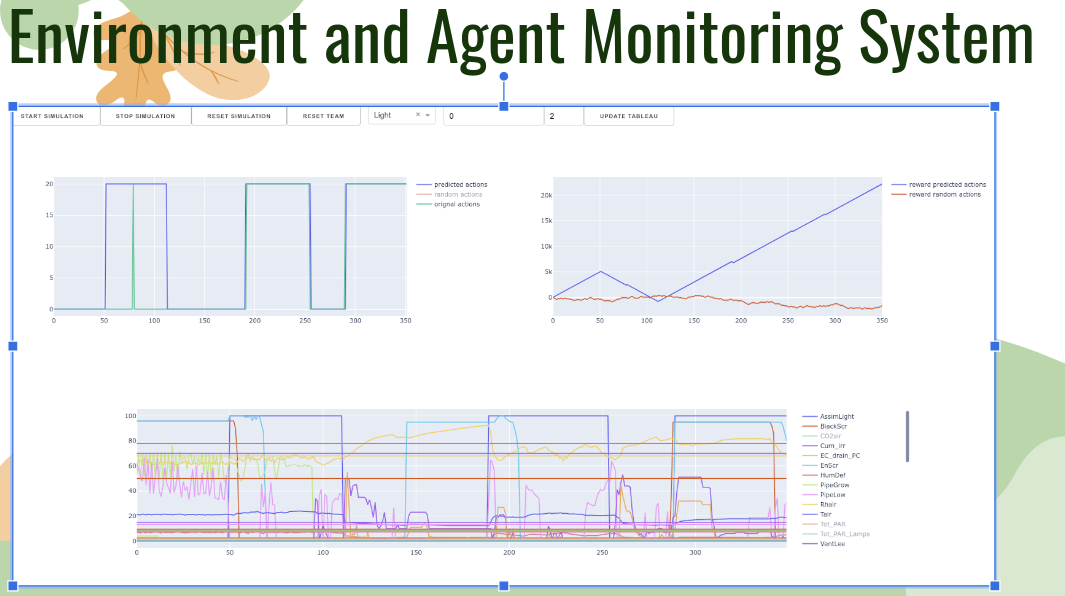 Environment and Agent Monitoring System
START SIMULATION STOP SIMULATION RESET SIMULATION RESET TEAM Light × 0 2 UPDATE TABLEAU
20
15
10
5
0
0 50 100 150 200 250 300 350
predicted actions
random actions
orignal actions
20k
15k
10k
5k
0
0 50 100 150 200 250 300 350
reward predicted actions
reward random actions
100
80
60
40
20
0
0 50 100 150 200 250 300
AssimLight
BlackScr
CO2air
Cum_irr
EC_drain_PC
EnScr
HumDef
PipeGrow
PipeLow
Rhair
Tair
Tot_PAR
Tot_PAR_Lamps
VentLee